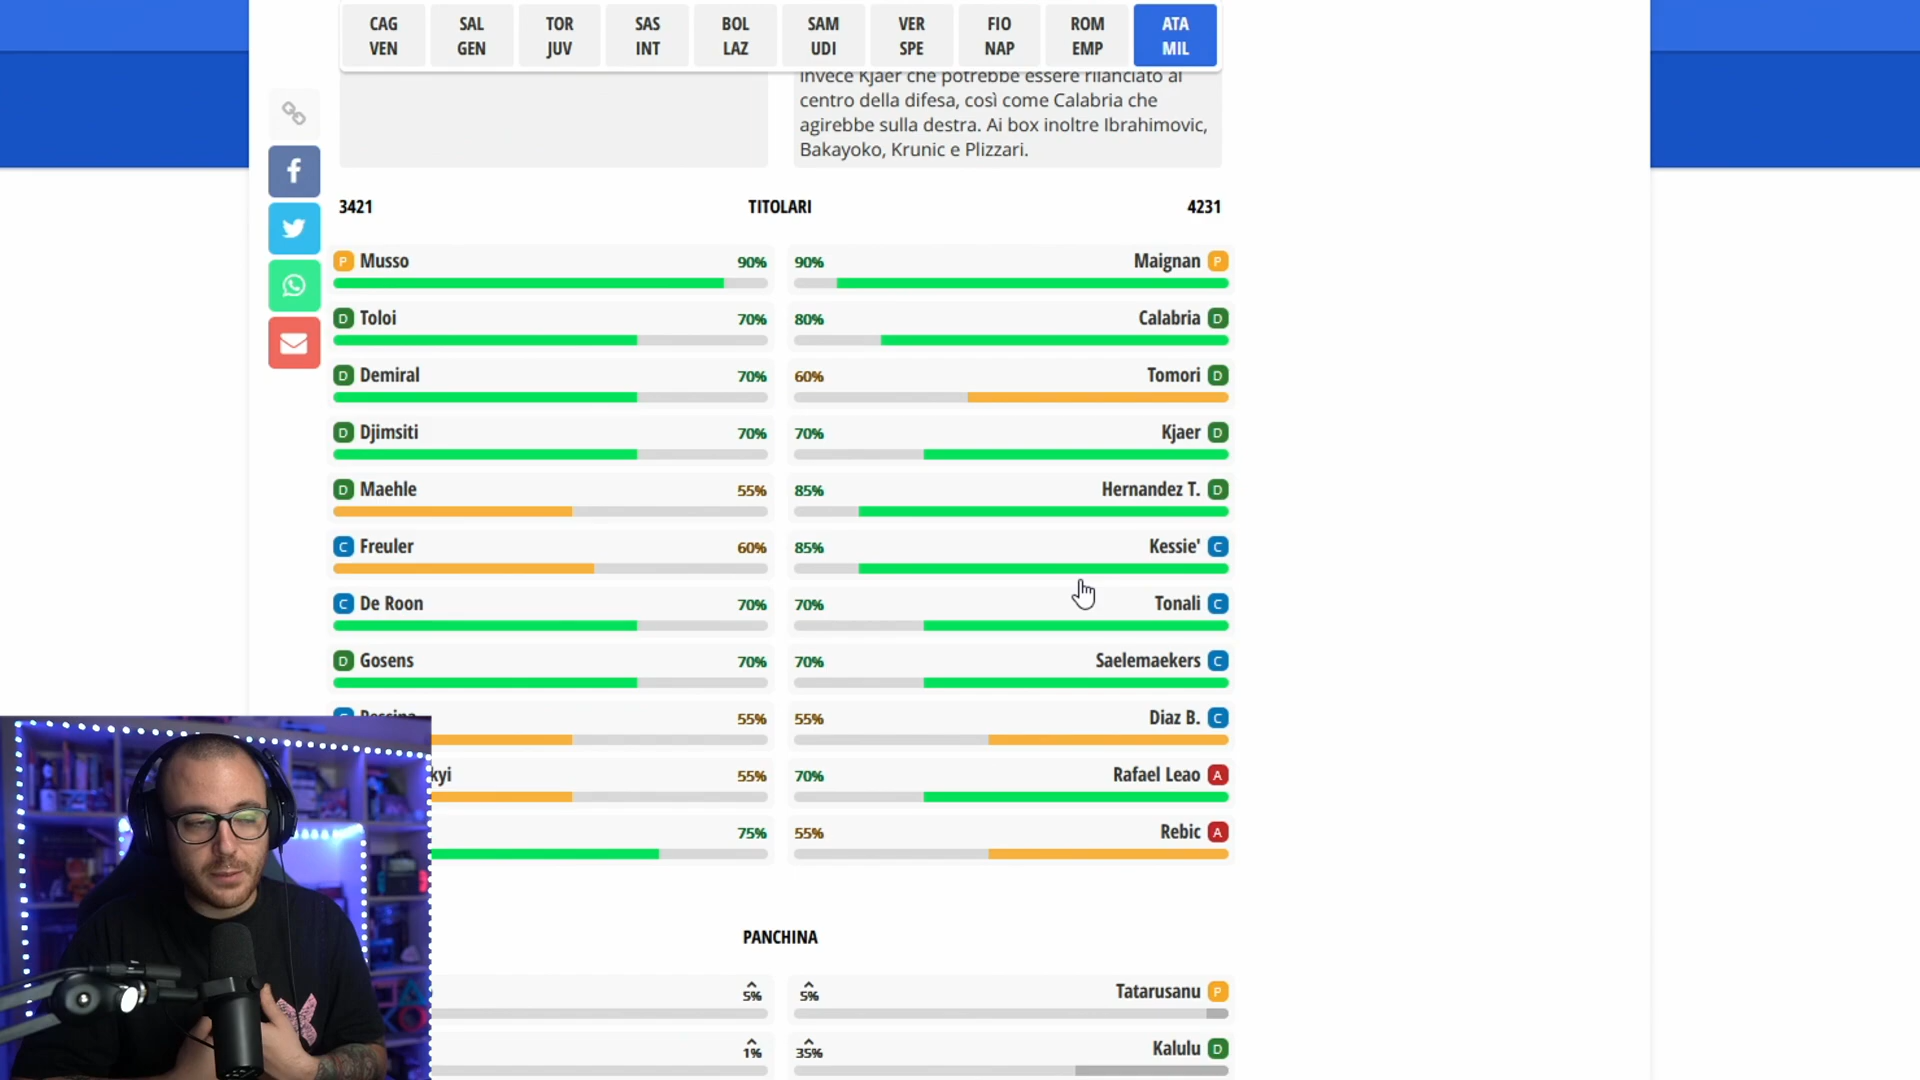 CAG SAL TOR SAS BOL SAM VER FIO ROM ATA
VEN GEN JUV INT LAZ UDI SPE NAP EMP MIL
invece Kjaer che potrebbe essere rilanciato al
centro della difesa, così come Calabria che
agirebbe sulla destra. Ai box inoltre Ibrahimovic,
Bakayoko, Krunic e Plizzari.
3421 TITOLARI 4231
P Musso 90% 90% Maignan P
D Toloi 70% 80% Calabria D
D Demiral 70% 60% Tomori D
D Djimsiti 70% 70% Kjaer D
D Maehle 55% 85% Hernandez T. D
C Freuler 60% 85% Kessie' C
C De Roon 70% 70% Tonali C
D Gosens 70% 70% Saelemaekers C
55% 55% Diaz B. C
kyi 55% 70% Rafael Leao A
75% 55% Rebic A
PANCHINA
5% 5% Tatarusanu P
1% 35% Kalulu D